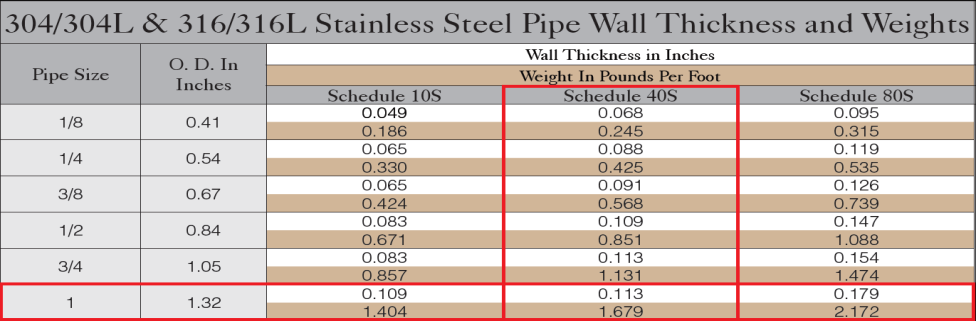 304/304L & 316/316L Stainless Steel Pipe Wall Thickness and Weights
Pipe Size O. D. In Inches Wall Thickness in Inches
Weight In Pounds Per Foot
Schedule 10S Schedule 40S Schedule 80S
1/8 0.41 0.049 0.068 0.095
0.186 0.245 0.315
1/4 0.54 0.065 0.088 0.119
0.330 0.425 0.535
3/8 0.67 0.065 0.091 0.126
0.424 0.568 0.739
1/2 0.84 0.083 0.109 0.147
0.671 0.851 1.088
3/4 1.05 0.083 0.113 0.154
0.857 1.131 1.474
1 1.32 0.109 0.113 0.179
1.404 1.679 2.172